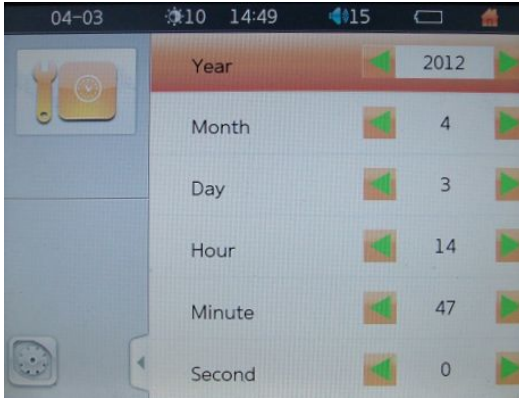 04-03 10 14:49 15
Year 2012
Month 4
Day 3
Hour 14
Minute 47
Second 0